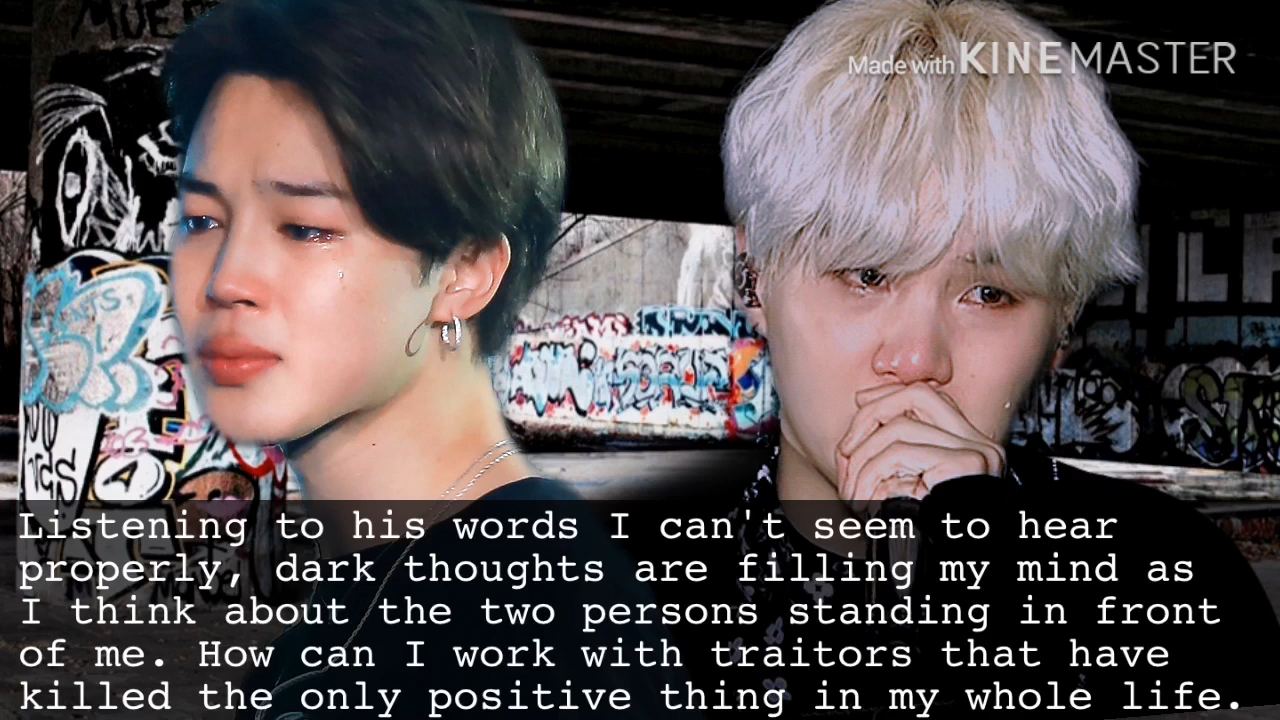 MUE
Made with KINEMASTER
Listening to his words I can't seem to hear
properly, dark thoughts are filling my mind as
I think about the two persons standing in front
of me. How can I work with traitors that have
killed the only positive thing in my whole life.